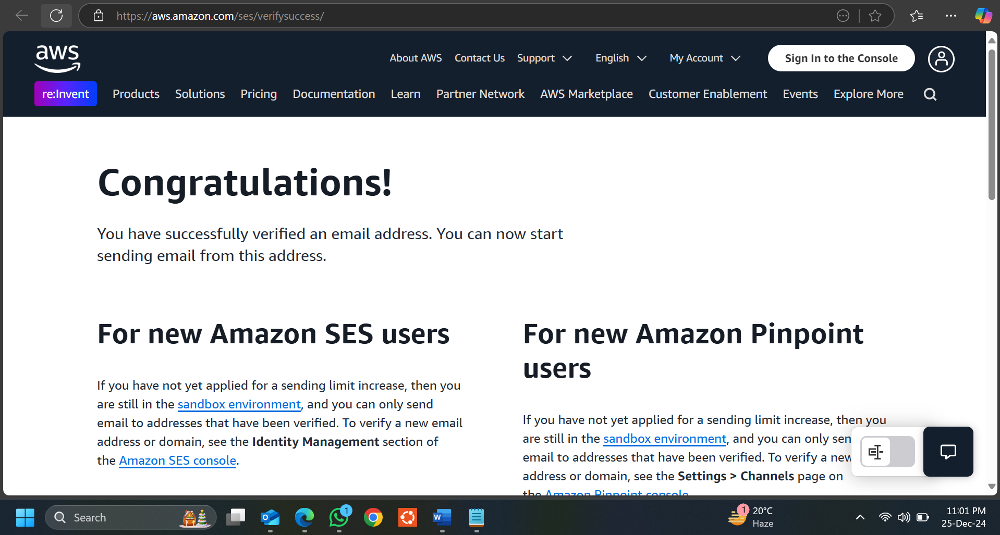 https://aws.amazon.com/ses/verifysuccess/
aws
About AWS Contact Us Support English My Account Sign In to the Console
re:Invent Products Solutions Pricing Documentation Learn Partner Network AWS Marketplace Customer Enablement Events Explore More
Congratulations!
You have successfully verified an email address. You can now start
sending email from this address.
For new Amazon SES users
If you have not yet applied for a sending limit increase, then you
are still in the sandbox environment, and you can only send
email to addresses that have been verified. To verify a new email
address or domain, see the Identity Management section of
the Amazon SES console.
For new Amazon Pinpoint
users
If you have not yet applied for a sending limit increase, then you
are still in the sandbox environment, and you can only sen
email to addresses that have been verified. To verify a new
address or domain, see the Settings > Channels page on
the Amazon Pinpoint console
Search
1
1
20°C
Haze
11:01 PM
25-Dec-24